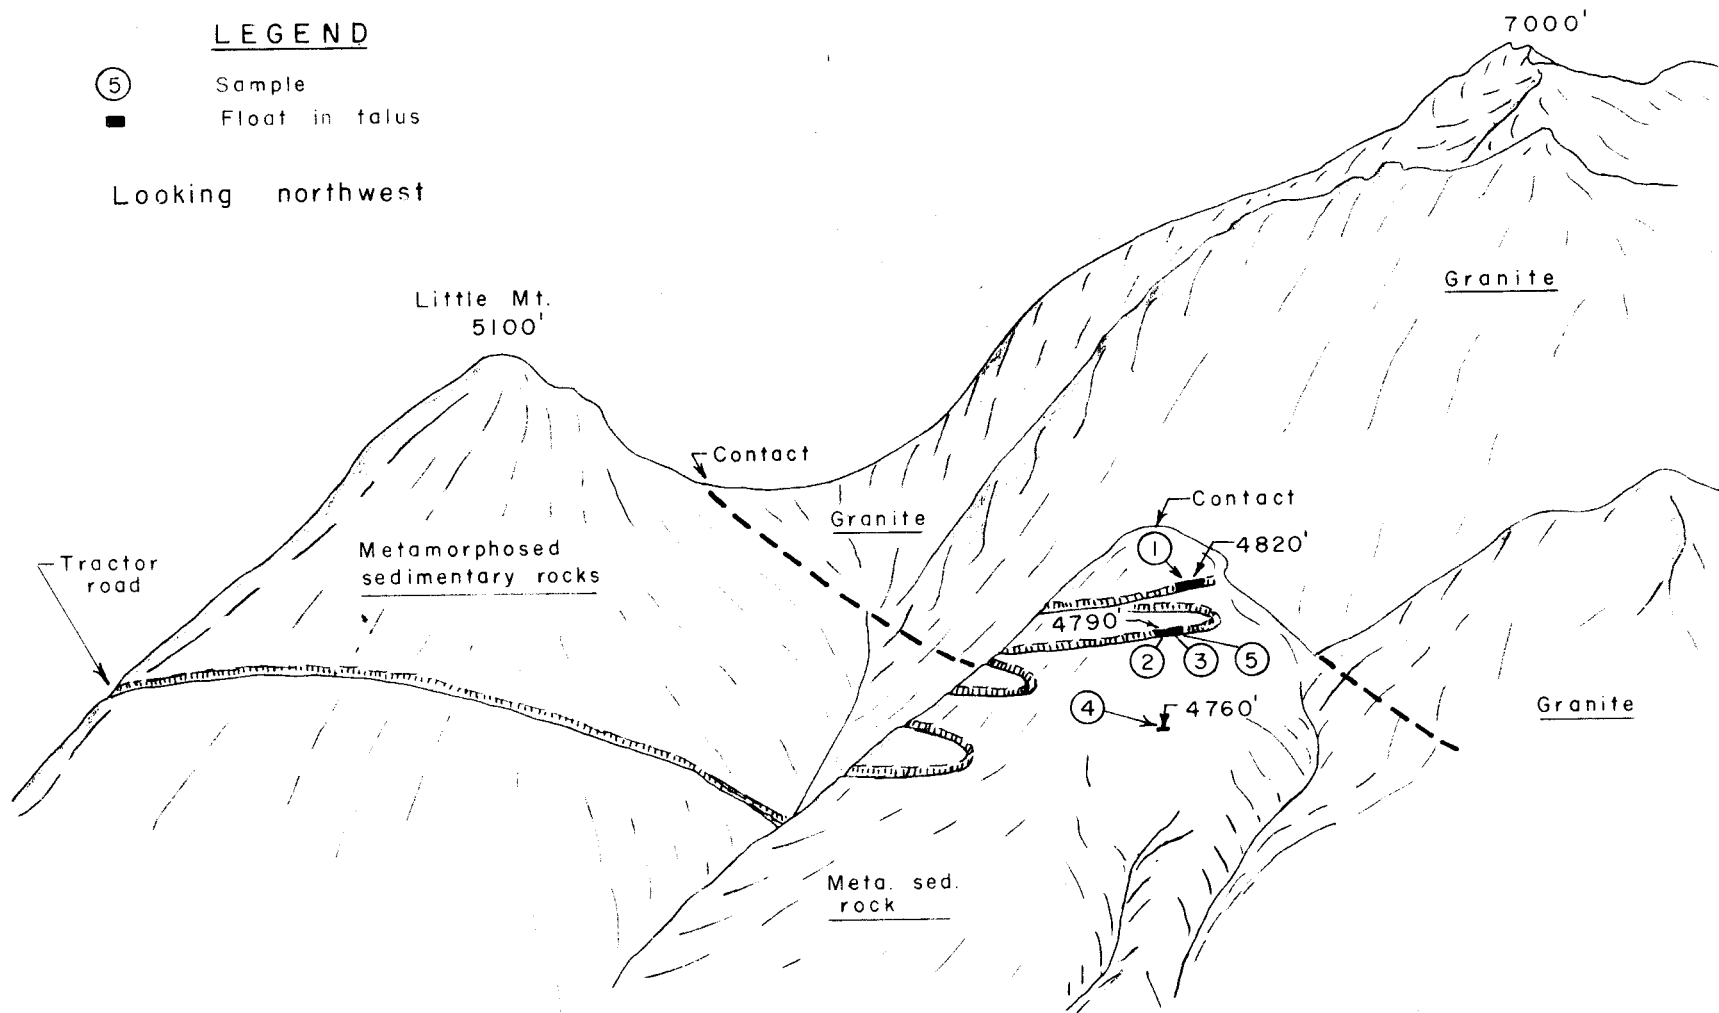 LEGEND
5 Sample
Float in talus
Looking northwest
7000'
Granite
Little Mt.
5100'
Contact
Granite
Contact
Metamorphosed
sedimentary rocks
Tractor
road
1
4820'
4790'
2 3 5
4
4760'
Granite
Meta. sed.
rock